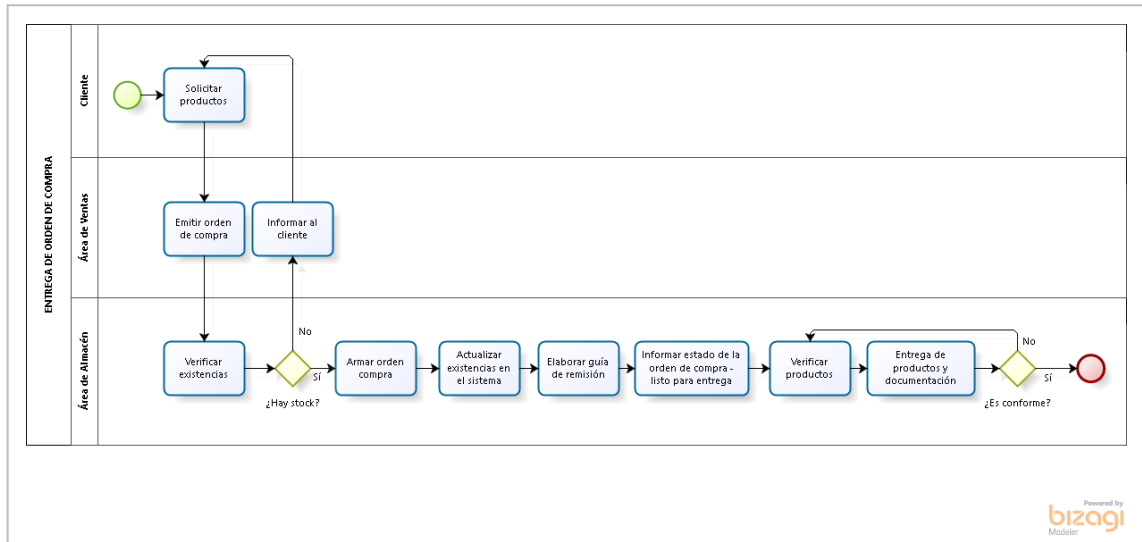 ENTREGA DE ORDEN DE COMPRA
Cliente
Solicitar
productos
Área de Ventas
Emitir orden
de compra
Informar al
cliente
Área de Almacén
Verificar
existencias
No
Sí
¿Hay stock?
Armar orden
compra
Actualizar
existencias en
el sistema
Elaborar guía
de remisión
Informar estado de la
orden de compra -
listo para entrega
Verificar
productos
Entrega de
productos y
documentación
No
Sí
¿Es conforme?
Powered by
bizagi
Modeler